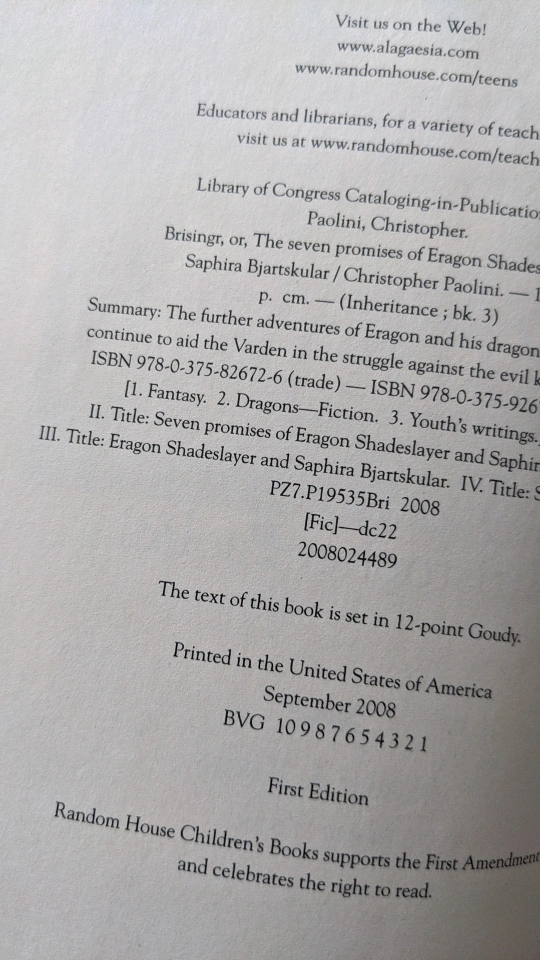 Visit us on the Web!
www.alagaesia.com
www.randomhouse.com/teens
Educators and librarians, for a variety of teach
visit us at www.randomhouse.com/teach
Library of Congress Cataloging-in-Publicatio
Paolini, Christopher.
Brisingr, or, The seven promises of Eragon Shades
Saphira Bjartskular / Christopher Paolini. — 1
p. cm. — (Inheritance ; bk. 3)
Summary: The further adventures of Eragon and his dragon
continue to aid the Varden in the struggle against the evil k
ISBN 978-0-375-82672-6 (trade) — ISBN 978-0-375-926
[1. Fantasy. 2. Dragons—Fiction. 3. Youth's writings.
II. Title: Seven promises of Eragon Shadeslayer and Saphir
III. Title: Eragon Shadeslayer and Saphira Bjartskular. IV. Title: S
PZ7.P19535Bri 2008
[Fic]—dc22
2008024489
The text of this book is set in 12-point Goudy.
Printed in the United States of America
September 2008
BVG 10 9 8 7 6 5 4 3 2 1
First Edition
Random House Children's Books supports the First Amendment
and celebrates the right to read.